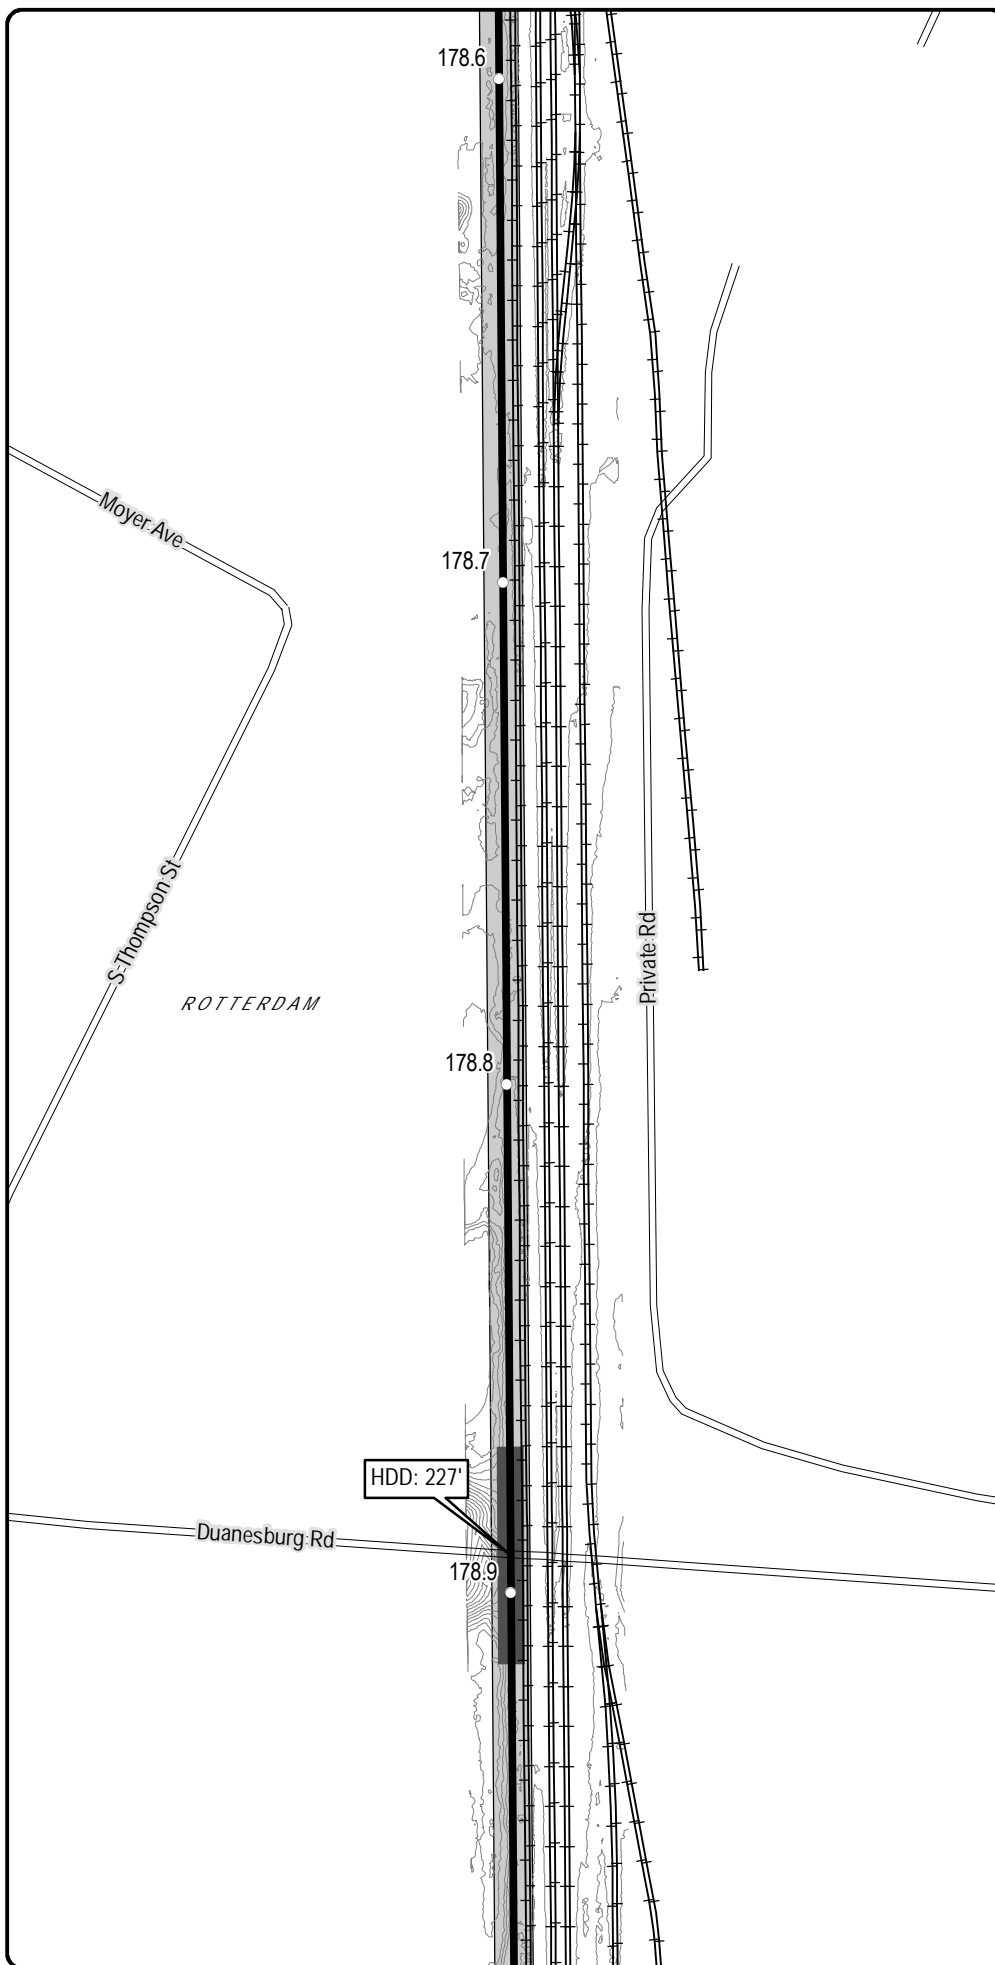 178.6
Moyer Ave
178.7
S Thompson St
Private Rd
ROTTERDAM
178.8
HDD: 227'
Duanesburg Rd
178.9